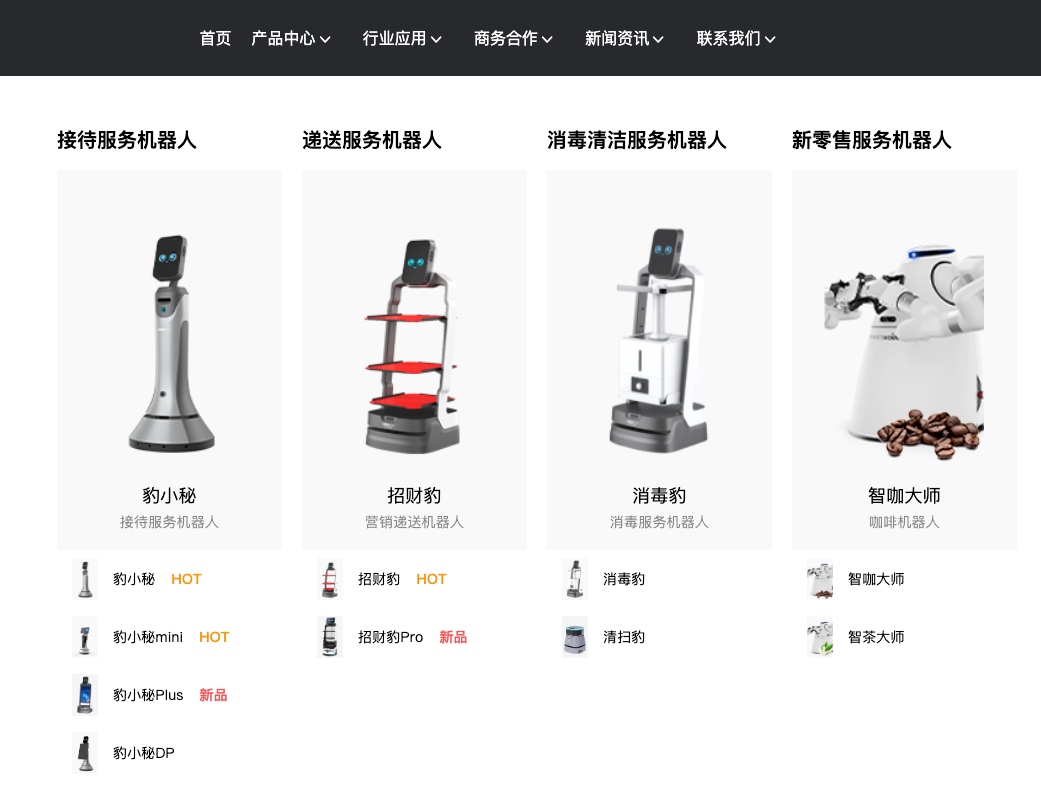 首页 产品中心 行业应用 商务合作 新闻资讯 联系我们
接待服务机器人
豹小秘
接待服务机器人
豹小秘 HOT
豹小秘mini HOT
豹小秘Plus 新品
豹小秘DP
递送服务机器人
招财豹
营销递送机器人
招财豹 HOT
招财豹Pro 新品
消毒清洁服务机器人
消毒豹
消毒服务机器人
消毒豹
清扫豹
新零售服务机器人
智咖大师
咖啡机器人
智咖大师
智茶大师